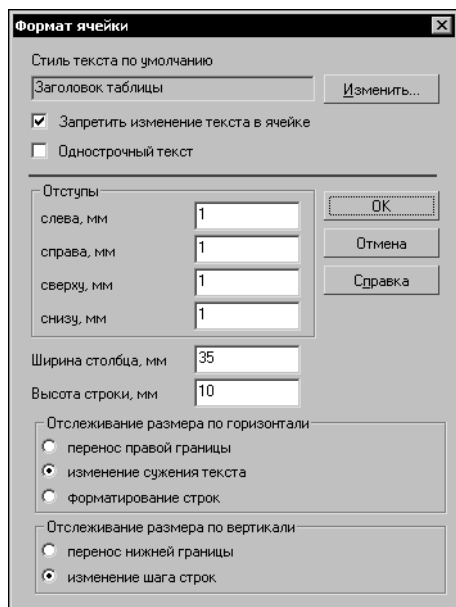 Формат ячейки
Стиль текста по умолчанию
Заголовок таблицы
Изменить...
Запретить изменение текста в ячейке
Однострочный текст
Отступы
слева, мм 1
справа, мм 1
сверху, мм 1
снизу, мм 1
OK
Отмена
Справка
Ширина столбца, мм 35
Высота строки, мм 10
Отслеживание размера по горизонтали
перенос правой границы
изменение сужения текста
форматирование строк
Отслеживание размера по вертикали
перенос нижней границы
изменение шага строк